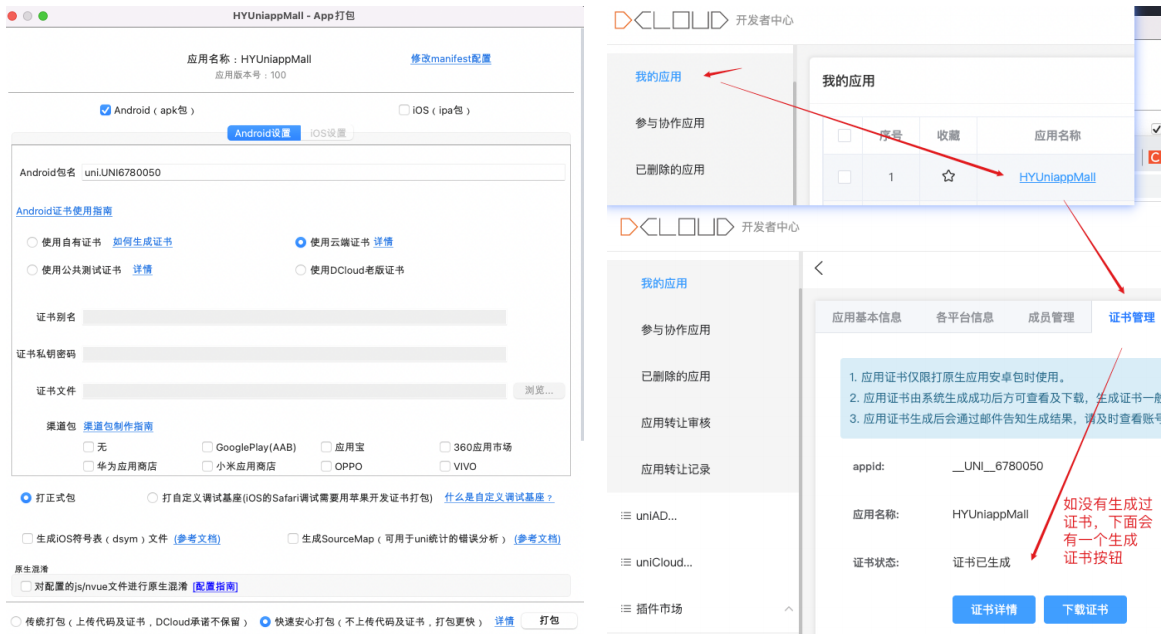 HYUniappMall - App打包
应用名称：HYUniappMall
修改manifest配置
应用版本号：100
Android（apk包）
iOS（ipa包）
Android设置
iOS设置
Android包名 uni.UNI6780050
Android证书使用指南
使用自有证书 如何生成证书
使用云端证书 详情
使用公共测试证书 详情
使用DCloud老版证书
证书别名
证书私钥密码
证书文件
浏览...
渠道包 渠道包制作指南
无
GooglePlay(AAB)
应用宝
360应用市场
华为应用商店
小米应用商店
OPPO
VIVO
打正式包
打自定义调试基座(iOS的Safari调试需要用苹果开发证书打包) 什么是自定义调试基座？
生成iOS符号表（dsym）文件 (参考文档)
生成SourceMap（可用于uni统计的错误分析） (参考文档)
原生混淆
对配置的js/nvue文件进行原生混淆 [配置指南]
传统打包（上传代码及证书，DCloud承诺不保留）
快速安心打包（不上传代码及证书，打包更快） 详情
打包
DCLOUD 开发者中心
我的应用
参与协作应用
已删除的应用
我的应用
序号
收藏
应用名称
1
HYUniappMall
C
DCLOUD 开发者中心
我的应用
参与协作应用
已删除的应用
应用转让审核
应用转让记录
uniAD...
uniCloud...
插件市场
应用基本信息
各平台信息
成员管理
证书管理
1. 应用证书仅限打原生应用安卓包时使用。
2. 应用证书由系统生成成功后方可查看及下载，生成证书一般
3. 应用证书生成后会通过邮件告知生成结果，请及时查看账号
appid:
__UNI__6780050
应用名称:
HYUniappMall
证书状态:
证书已生成
如没有生成过
证书，下面会
有一个生成
证书按钮
证书详情
下载证书